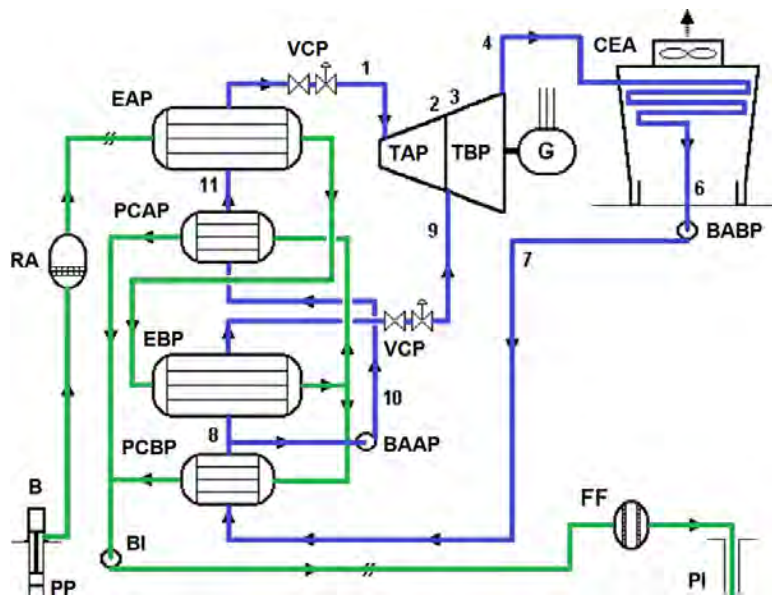 VCP
1
4
CEA
EAP
2
3
TAP
TBP
G
11
PCAP
6
RA
9
BABP
7
EBP
VCP
10
8
BAAP
PCBP
B
FF
BI
PP
PI